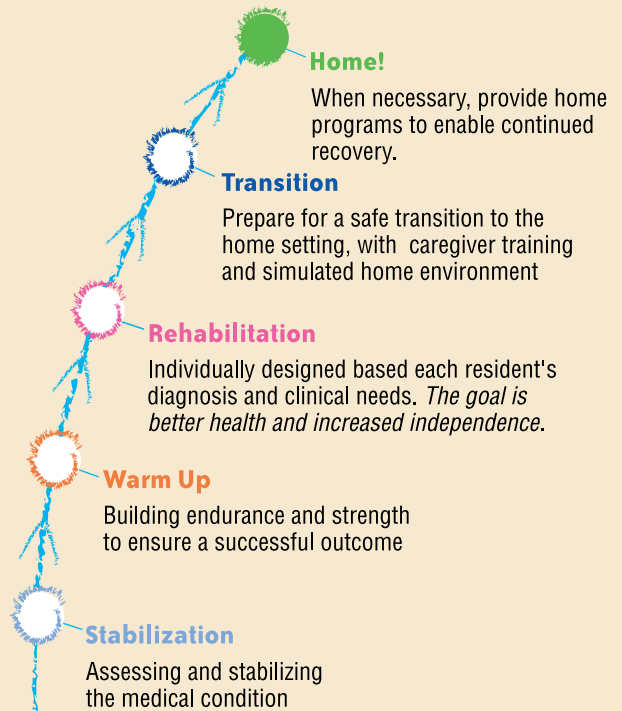 Home!
When necessary, provide home
programs to enable continued
recovery.
Transition
Prepare for a safe transition to the
home setting, with  caregiver training
and simulated home environment
Rehabilitation
Individually designed based each resident's
diagnosis and clinical needs. The goal is
better health and increased independence.
Warm Up
Building endurance and strength
to ensure a successful outcome
Stabilization
Assessing and stabilizing
the medical condition